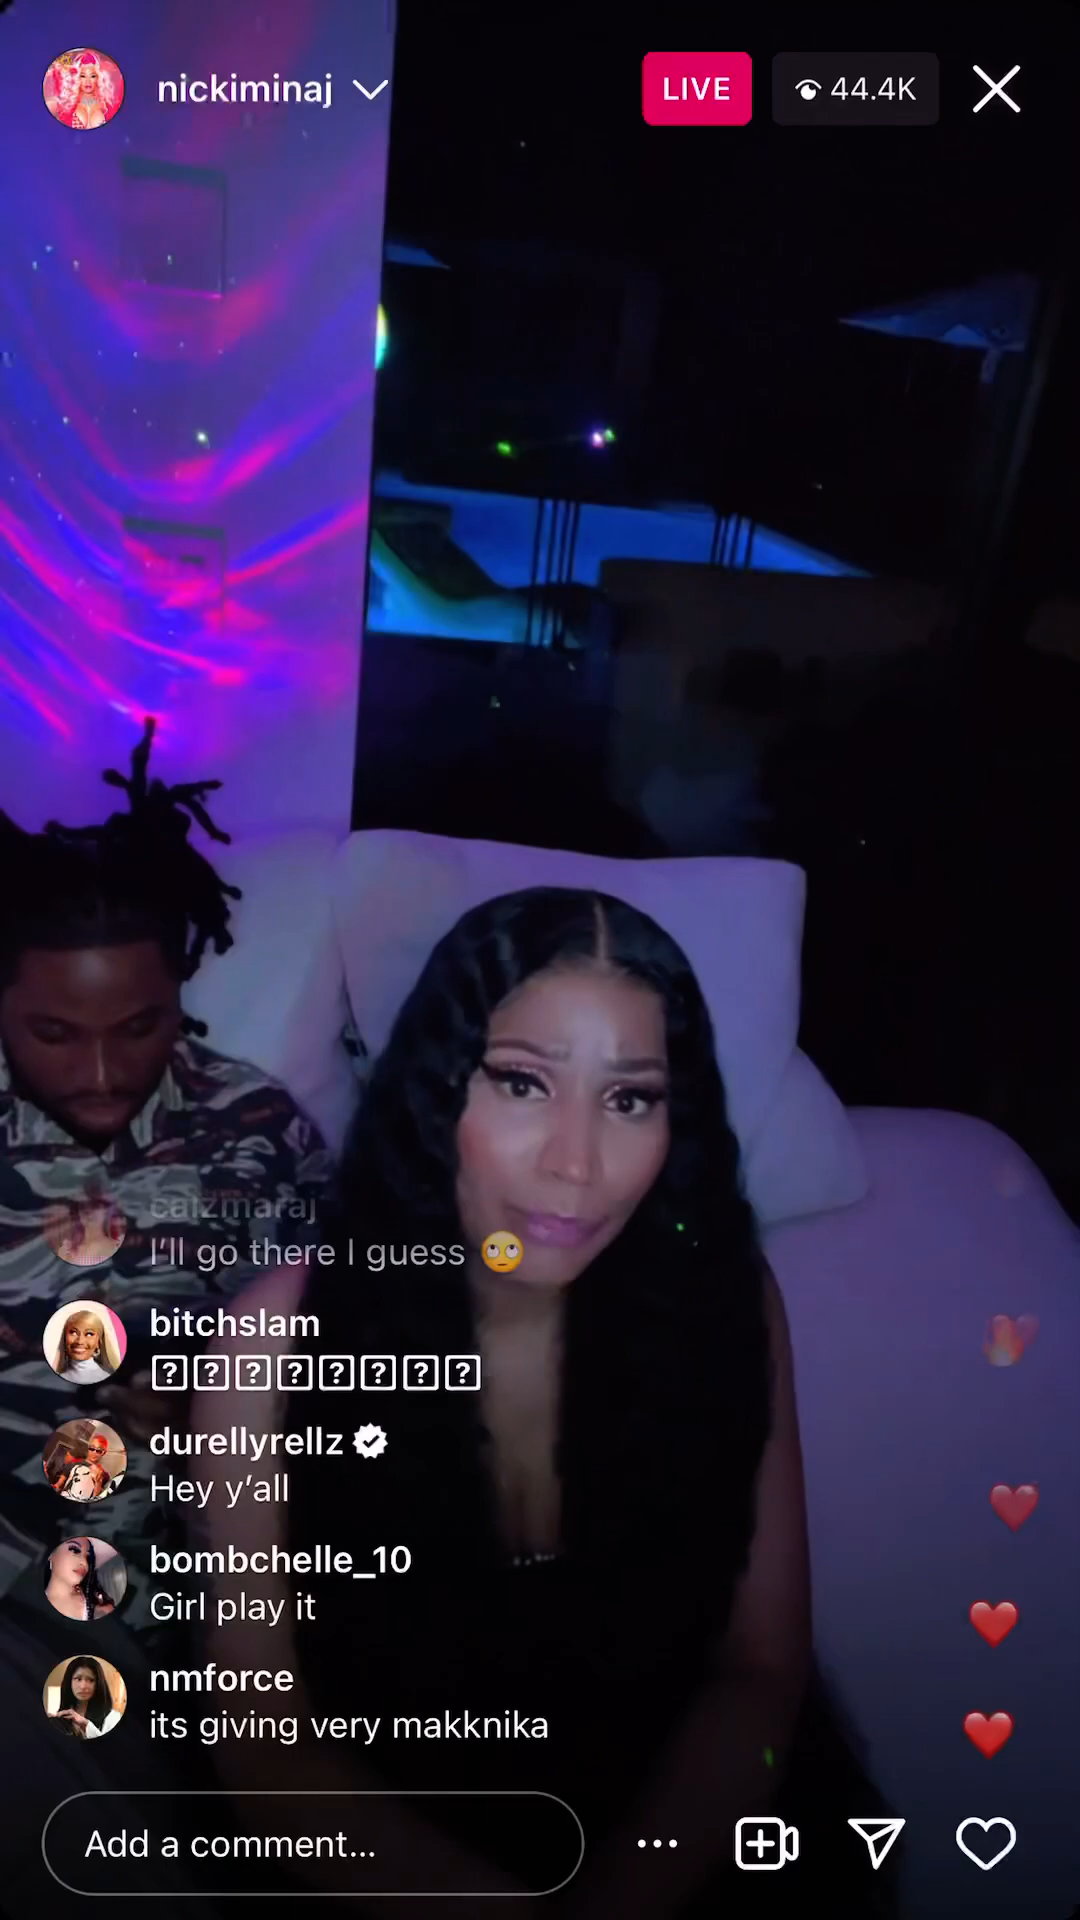 nickiminaj
LIVE
44.4K
caizmaraj
I'll go there I guess 🙄
bitchslam
⍰⍰⍰⍰⍰⍰⍰⍰
durellyrellz
Hey y'all
bombchelle_10
Girl play it
nmforce
its giving very makknika
Add a comment...